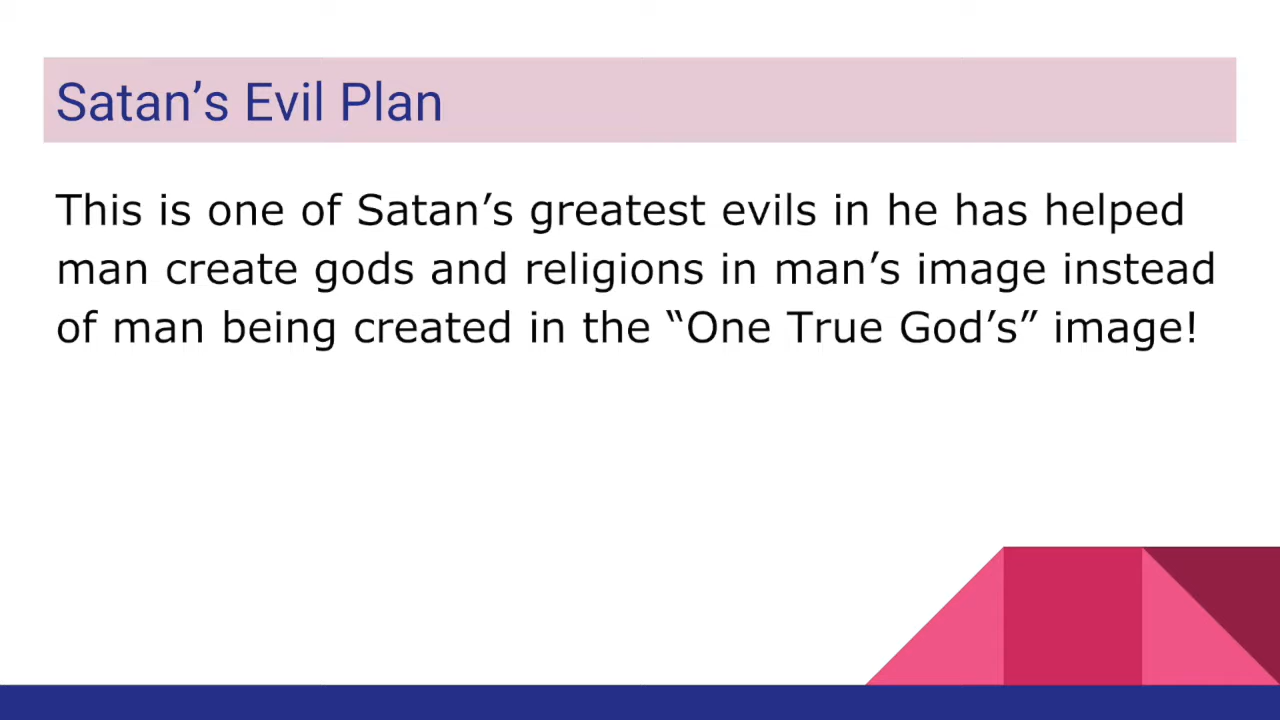 Satan’s Evil Plan
This is one of Satan’s greatest evils in he has helped
man create gods and religions in man’s image instead
of man being created in the “One True God’s” image!